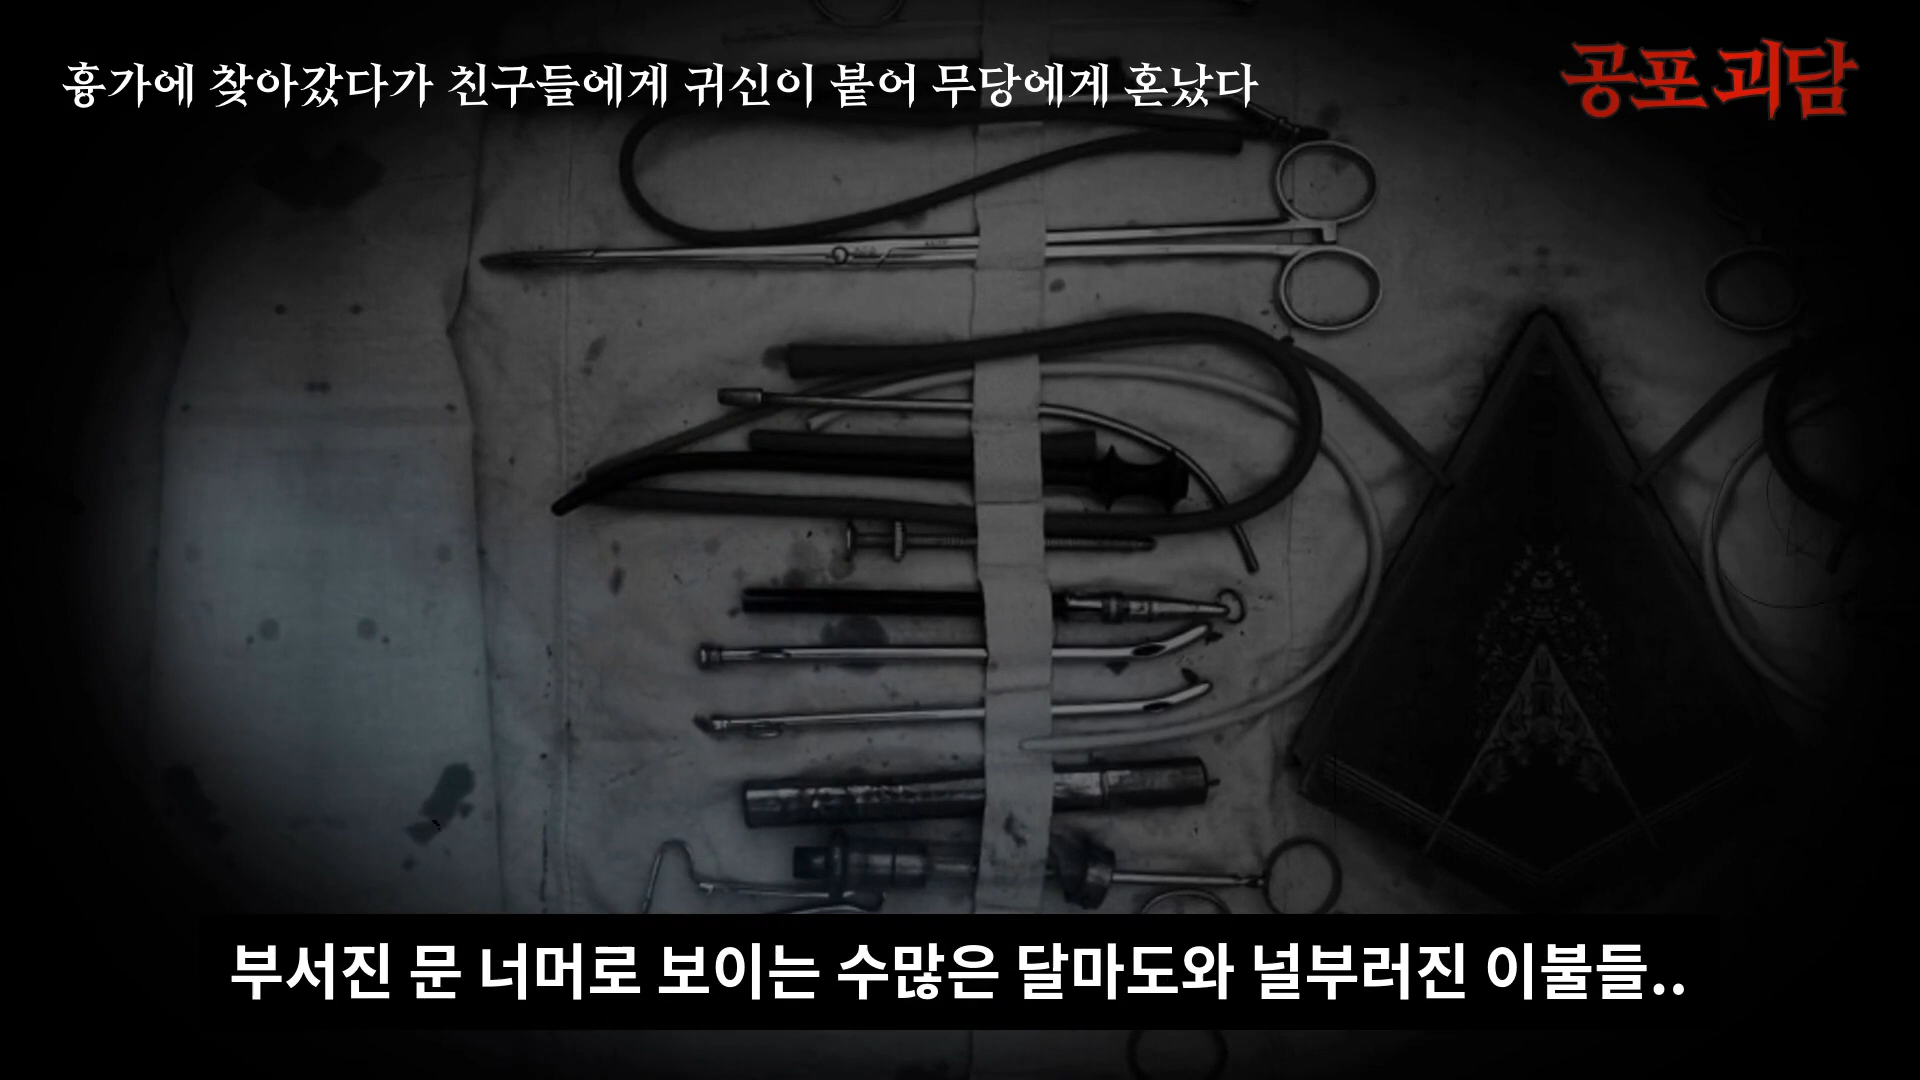 흉가에 찾아갔다가 친구들에게 귀신이 붙어 무당에게 혼났다
공포괴담
부서진 문 너머로 보이는 수많은 달마도와 널부러진 이불들..